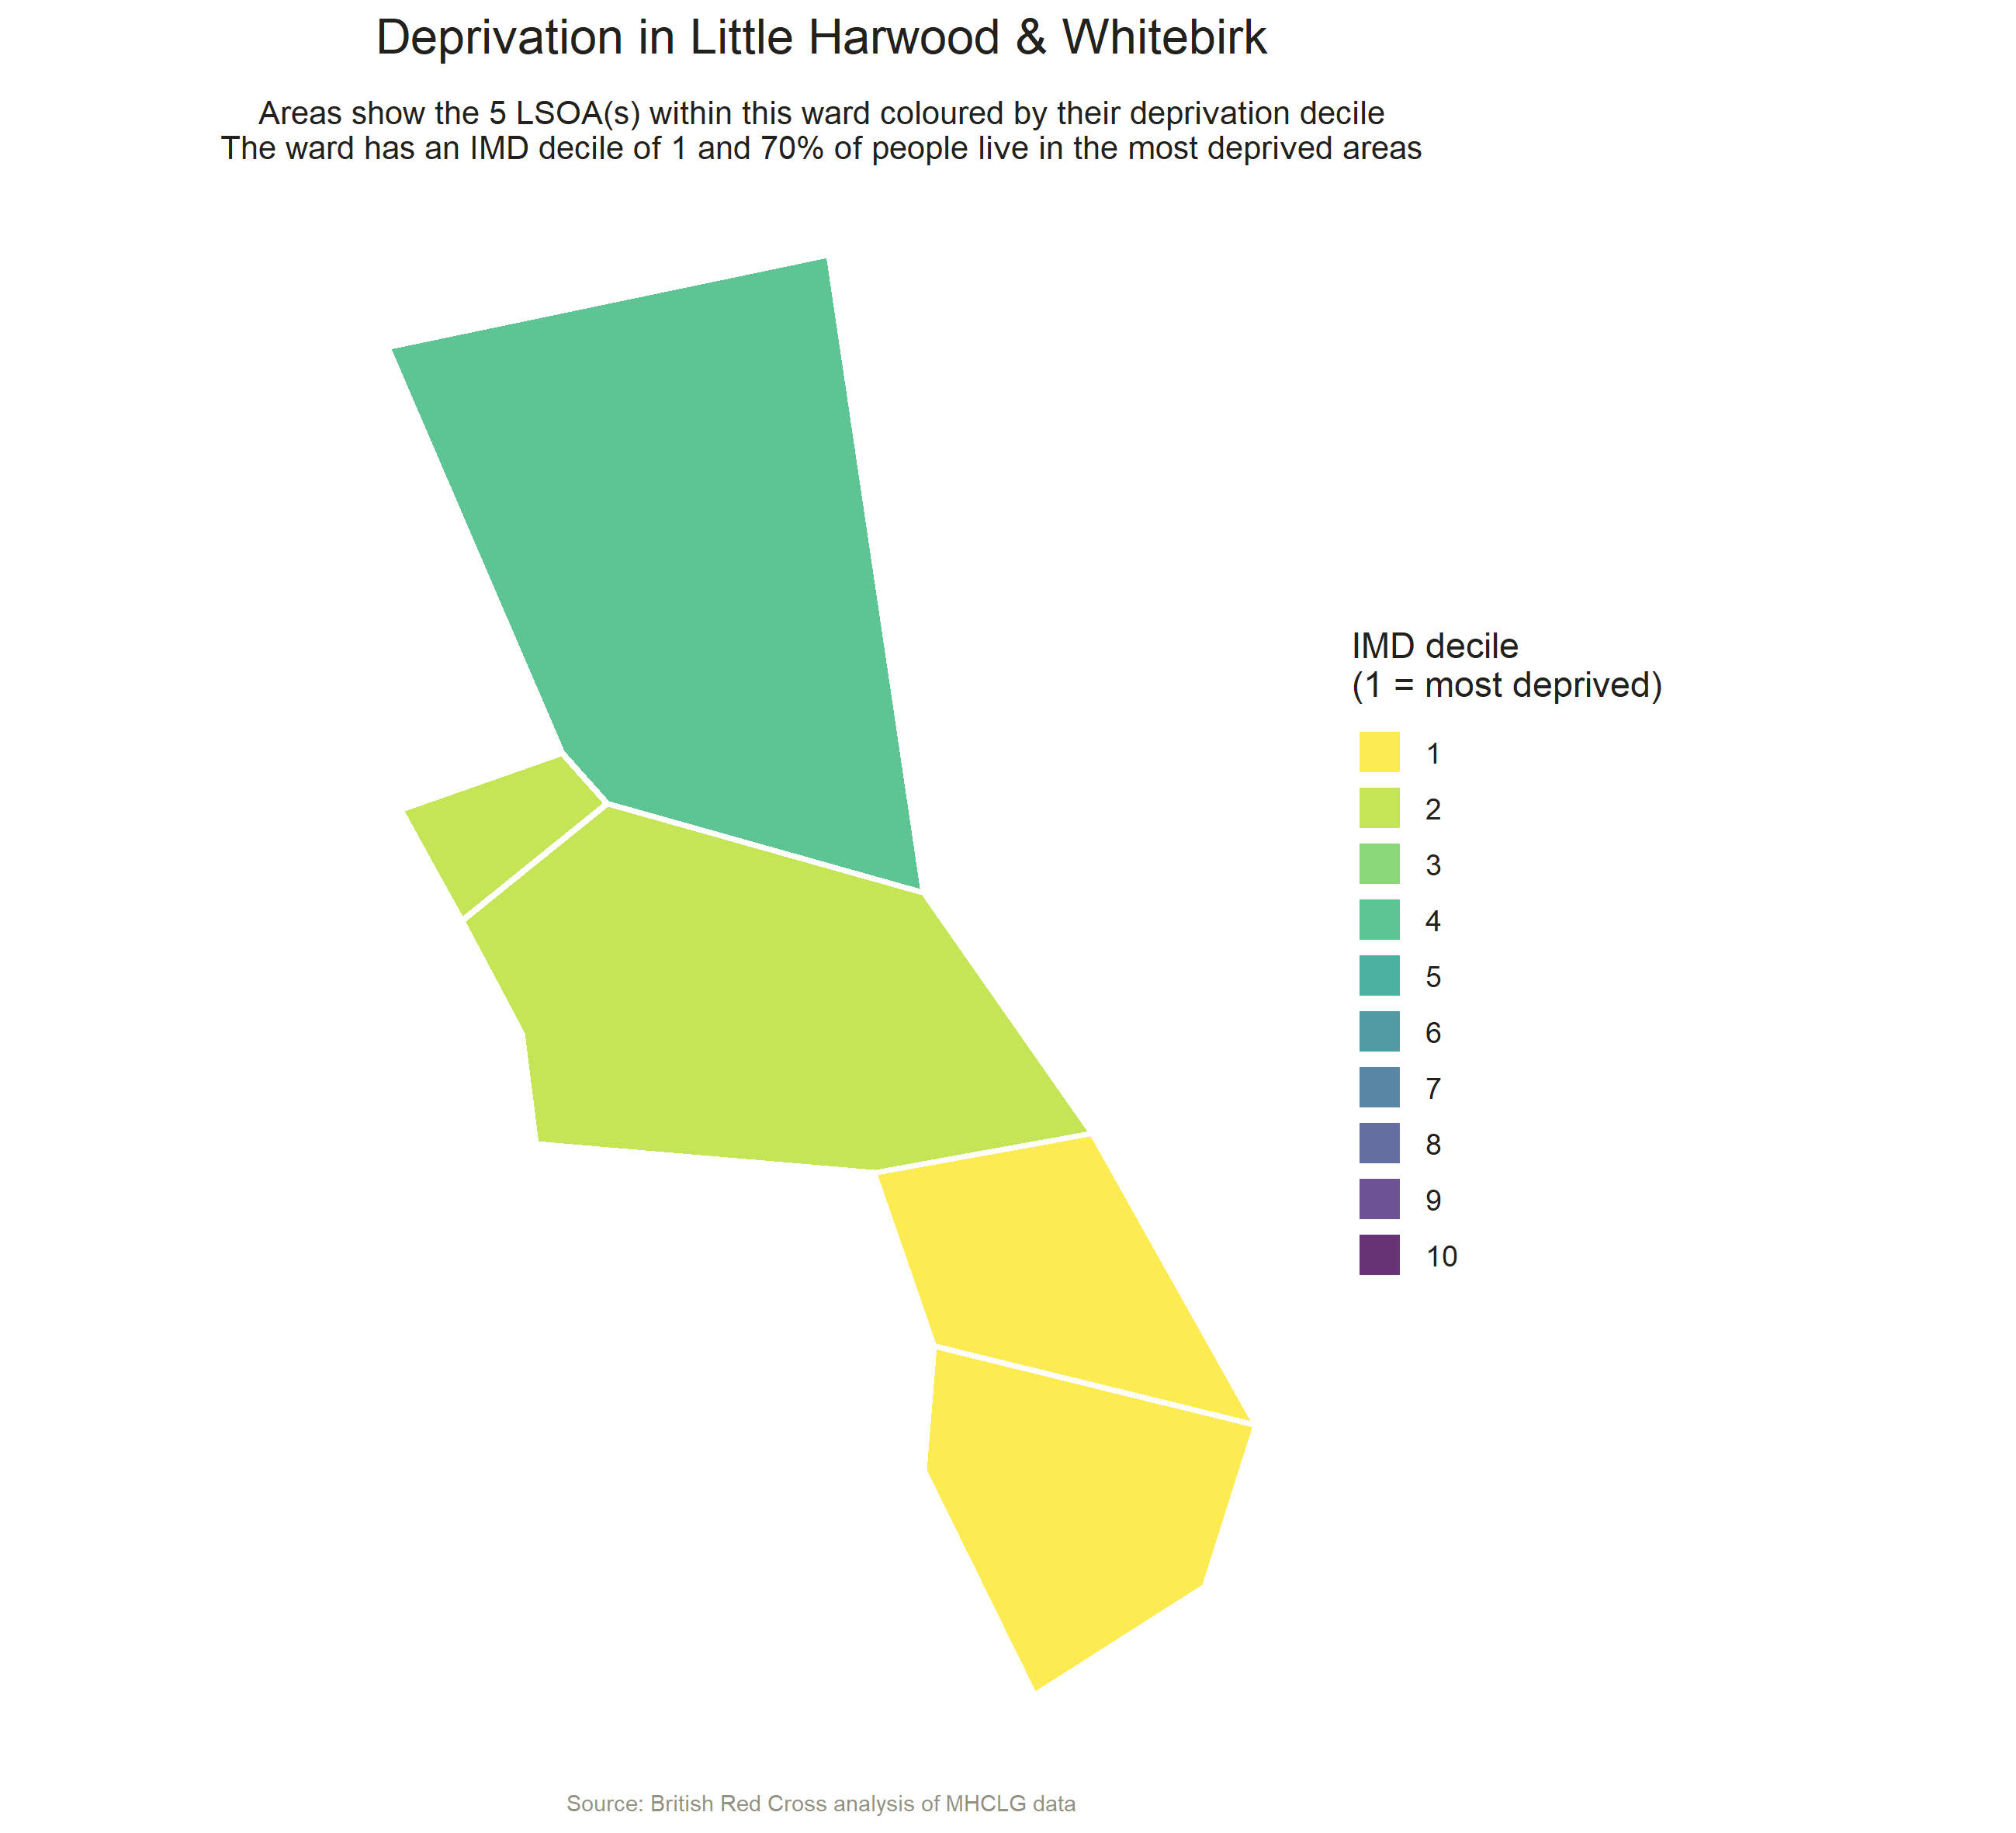 Deprivation in Little Harwood & Whitebirk
Areas show the 5 LSOA(s) within this ward coloured by their deprivation decile
The ward has an IMD decile of 1 and 70% of people live in the most deprived areas
IMD decile
(1 = most deprived)
1
2
3
4
5
6
7
8
9
10
Source: British Red Cross analysis of MHCLG data